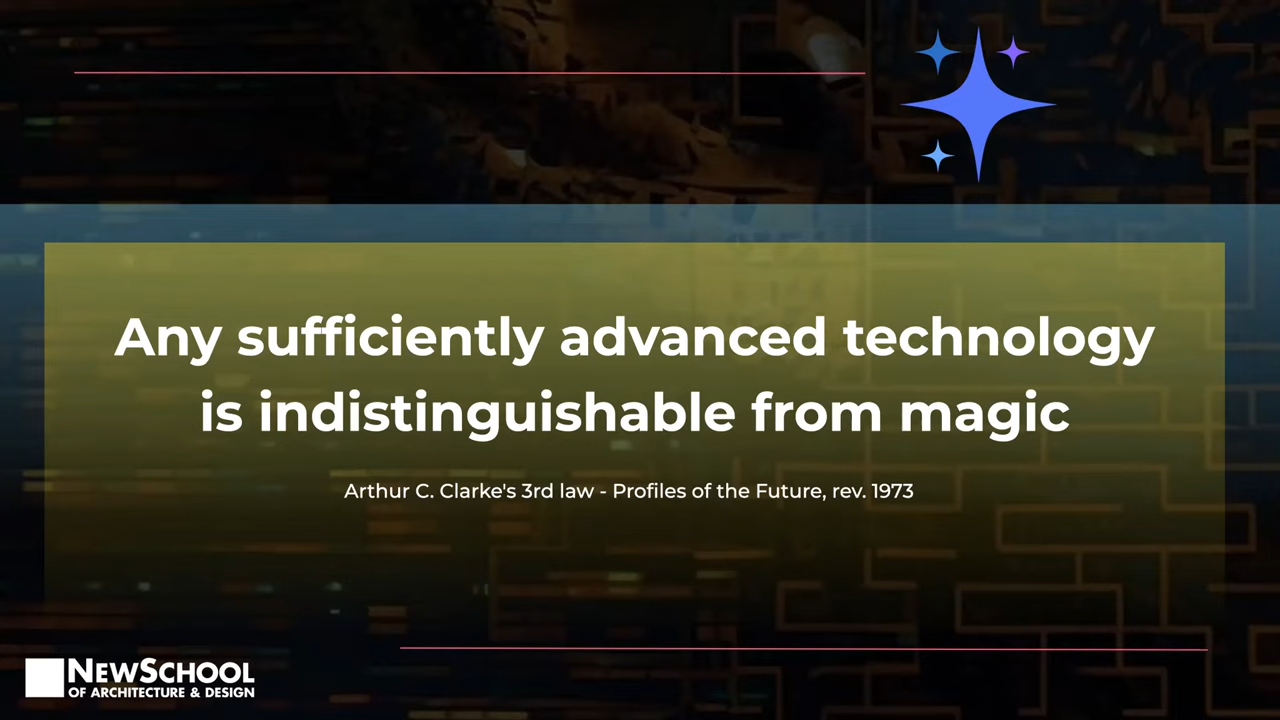 Any sufficiently advanced technology
is indistinguishable from magic
Arthur C. Clarke's 3rd law - Profiles of the Future, rev. 1973
NEWSCHOOL
OF ARCHITECTURE & DESIGN